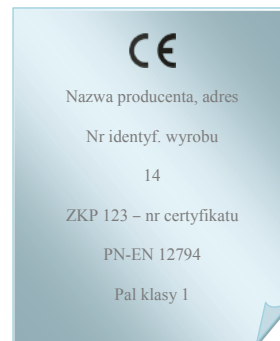 CE
Nazwa producenta, adres
Nr identyf. wyrobu
14
ZKP 123 – nr certyfikatu
PN-EN 12794
Pal klasy 1